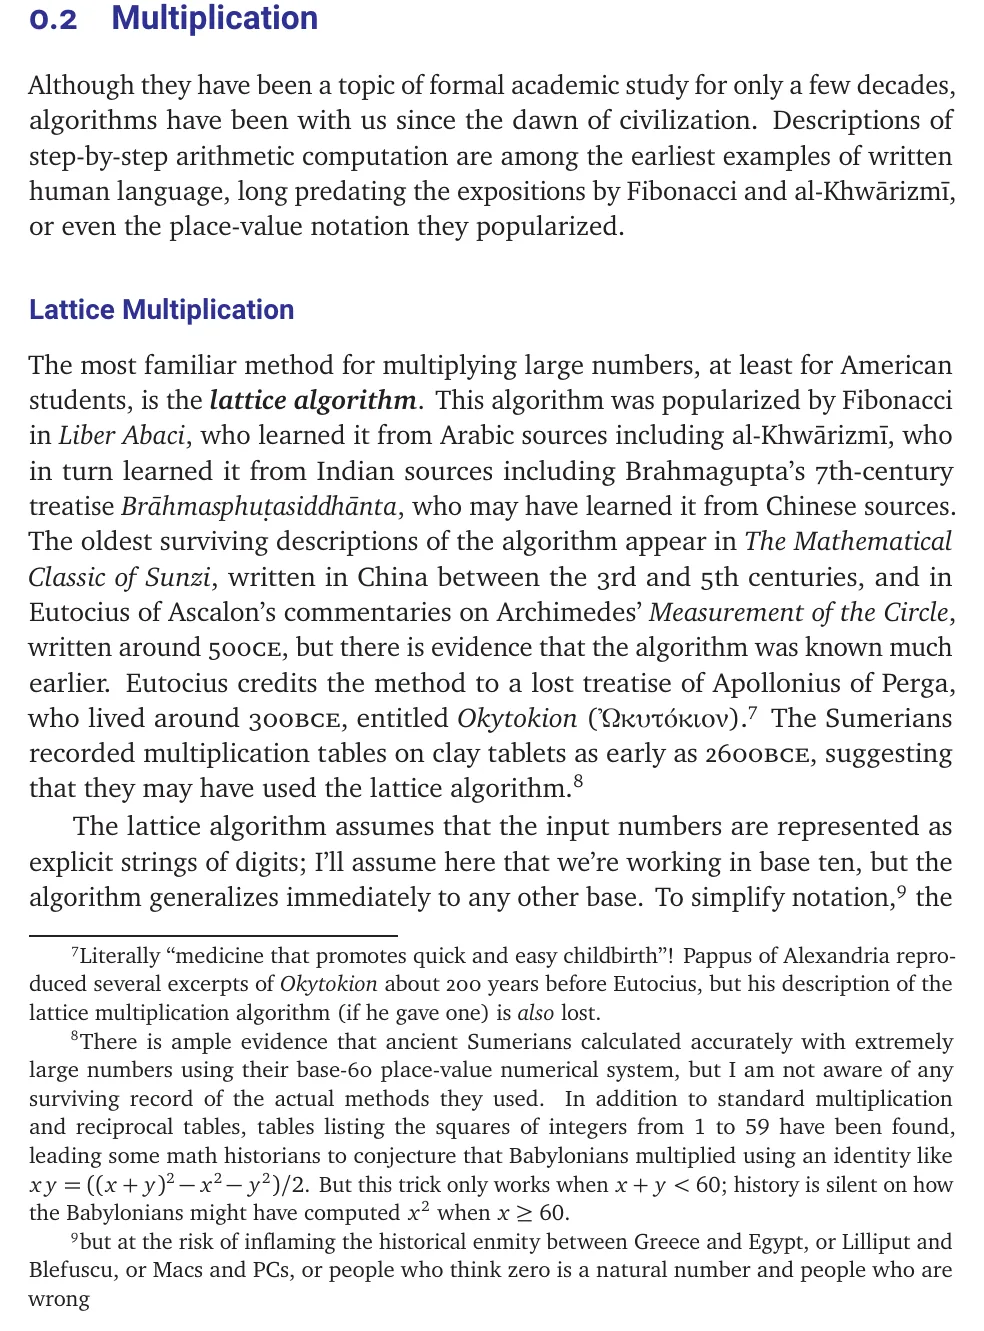 0.2 Multiplication
Although they have been a topic of formal academic study for only a few decades,
algorithms have been with us since the dawn of civilization. Descriptions of
step-by-step arithmetic computation are among the earliest examples of written
human language, long predating the expositions by Fibonacci and al-Khwārizmī,
or even the place-value notation they popularized.
Lattice Multiplication
The most familiar method for multiplying large numbers, at least for American
students, is the lattice algorithm. This algorithm was popularized by Fibonacci
in Liber Abaci, who learned it from Arabic sources including al-Khwārizmī, who
in turn learned it from Indian sources including Brahmagupta’s 7th-century
treatise Brāhmasphuṭasiddhānta, who may have learned it from Chinese sources.
The oldest surviving descriptions of the algorithm appear in The Mathematical
Classic of Sunzi, written in China between the 3rd and 5th centuries, and in
Eutocius of Ascalon’s commentaries on Archimedes’ Measurement of the Circle,
written around 500CE, but there is evidence that the algorithm was known much
earlier. Eutocius credits the method to a lost treatise of Apollonius of Perga,
who lived around 300BCE, entitled Okytokion (Ὠκυτόκιον).⁷ The Sumerians
recorded multiplication tables on clay tablets as early as 2600BCE, suggesting
that they may have used the lattice algorithm.⁸
The lattice algorithm assumes that the input numbers are represented as
explicit strings of digits; I’ll assume here that we’re working in base ten, but the
algorithm generalizes immediately to any other base. To simplify notation,⁹ the
⁷Literally “medicine that promotes quick and easy childbirth”! Pappus of Alexandria repro-
duced several excerpts of Okytokion about 200 years before Eutocius, but his description of the
lattice multiplication algorithm (if he gave one) is also lost.
⁸There is ample evidence that ancient Sumerians calculated accurately with extremely
large numbers using their base-60 place-value numerical system, but I am not aware of any
surviving record of the actual methods they used. In addition to standard multiplication
and reciprocal tables, tables listing the squares of integers from 1 to 59 have been found,
leading some math historians to conjecture that Babylonians multiplied using an identity like
xy = ((x + y)² − x² − y²)/2. But this trick only works when x + y < 60; history is silent on how
the Babylonians might have computed x² when x ≥ 60.
⁹but at the risk of inflaming the historical enmity between Greece and Egypt, or Lilliput and
Blefuscu, or Macs and PCs, or people who think zero is a natural number and people who are
wrong